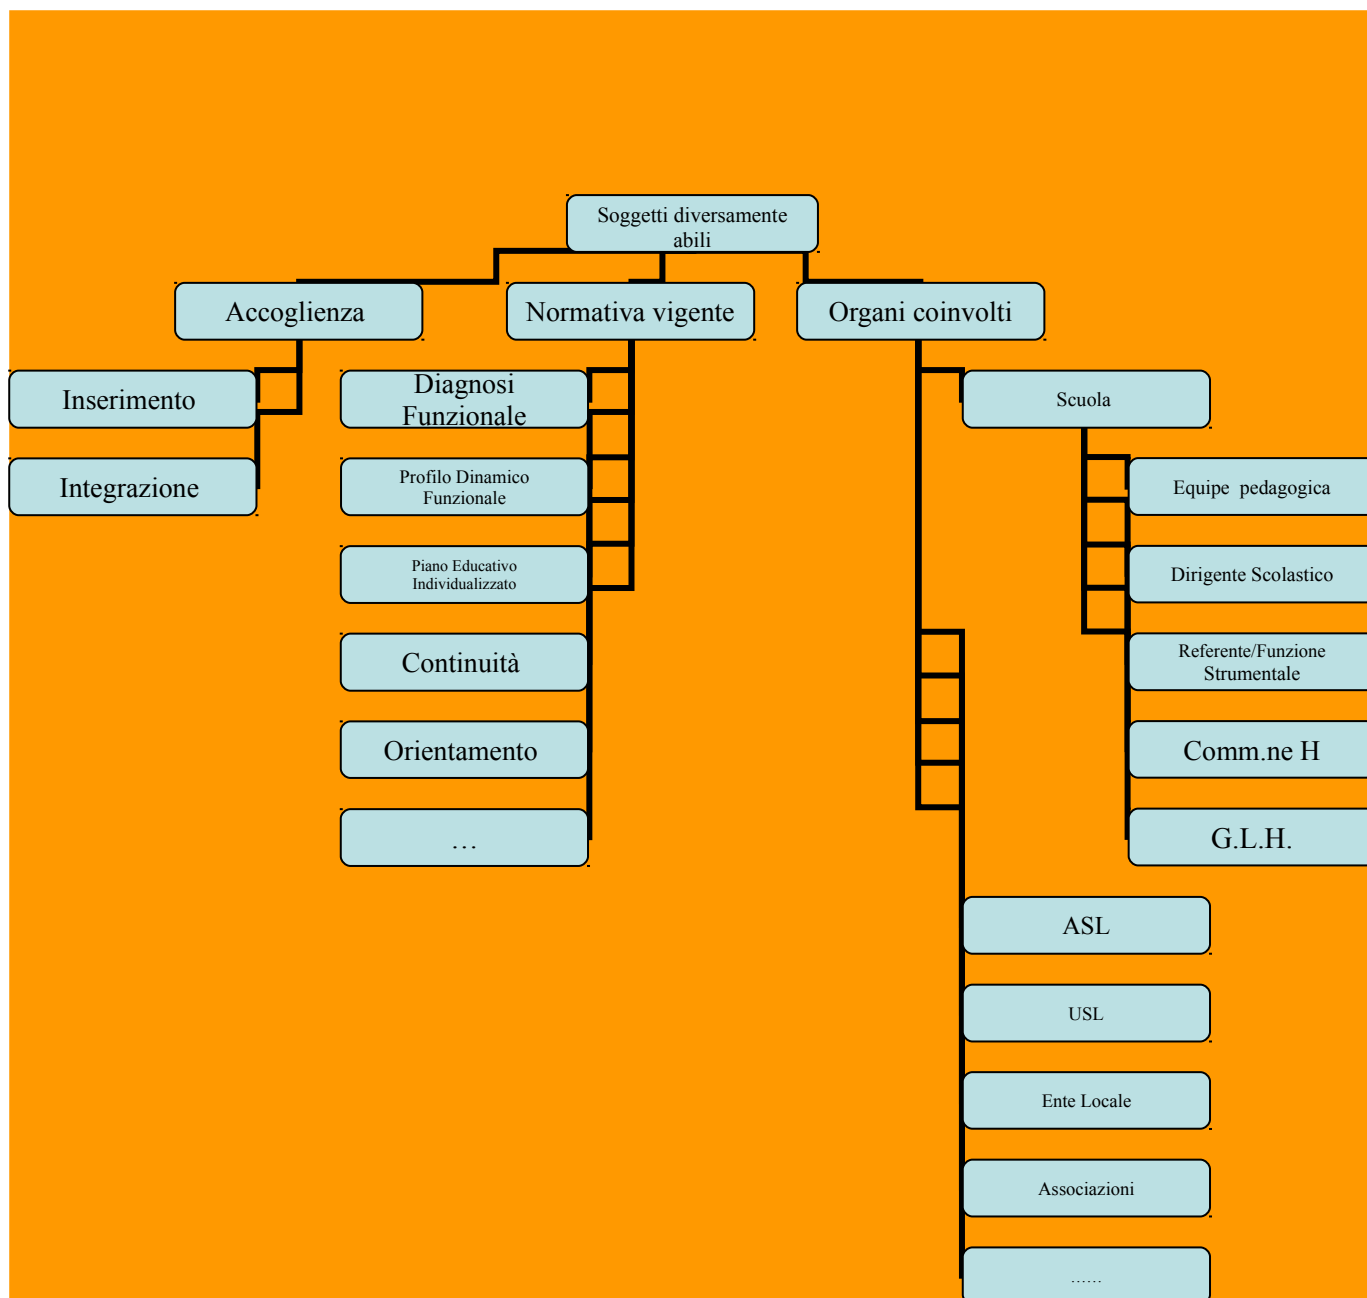 Soggetti diversamente
abili
Accoglienza
Normativa vigente
Organi coinvolti
Inserimento
Integrazione
Diagnosi
Funzionale
Profilo Dinamico
Funzionale
Piano Educativo
Individualizzato
Continuità
Orientamento
…
Scuola
Equipe pedagogica
Dirigente Scolastico
Referente/Funzione
Strumentale
Comm.ne H
G.L.H.
ASL
USL
Ente Locale
Associazioni
……